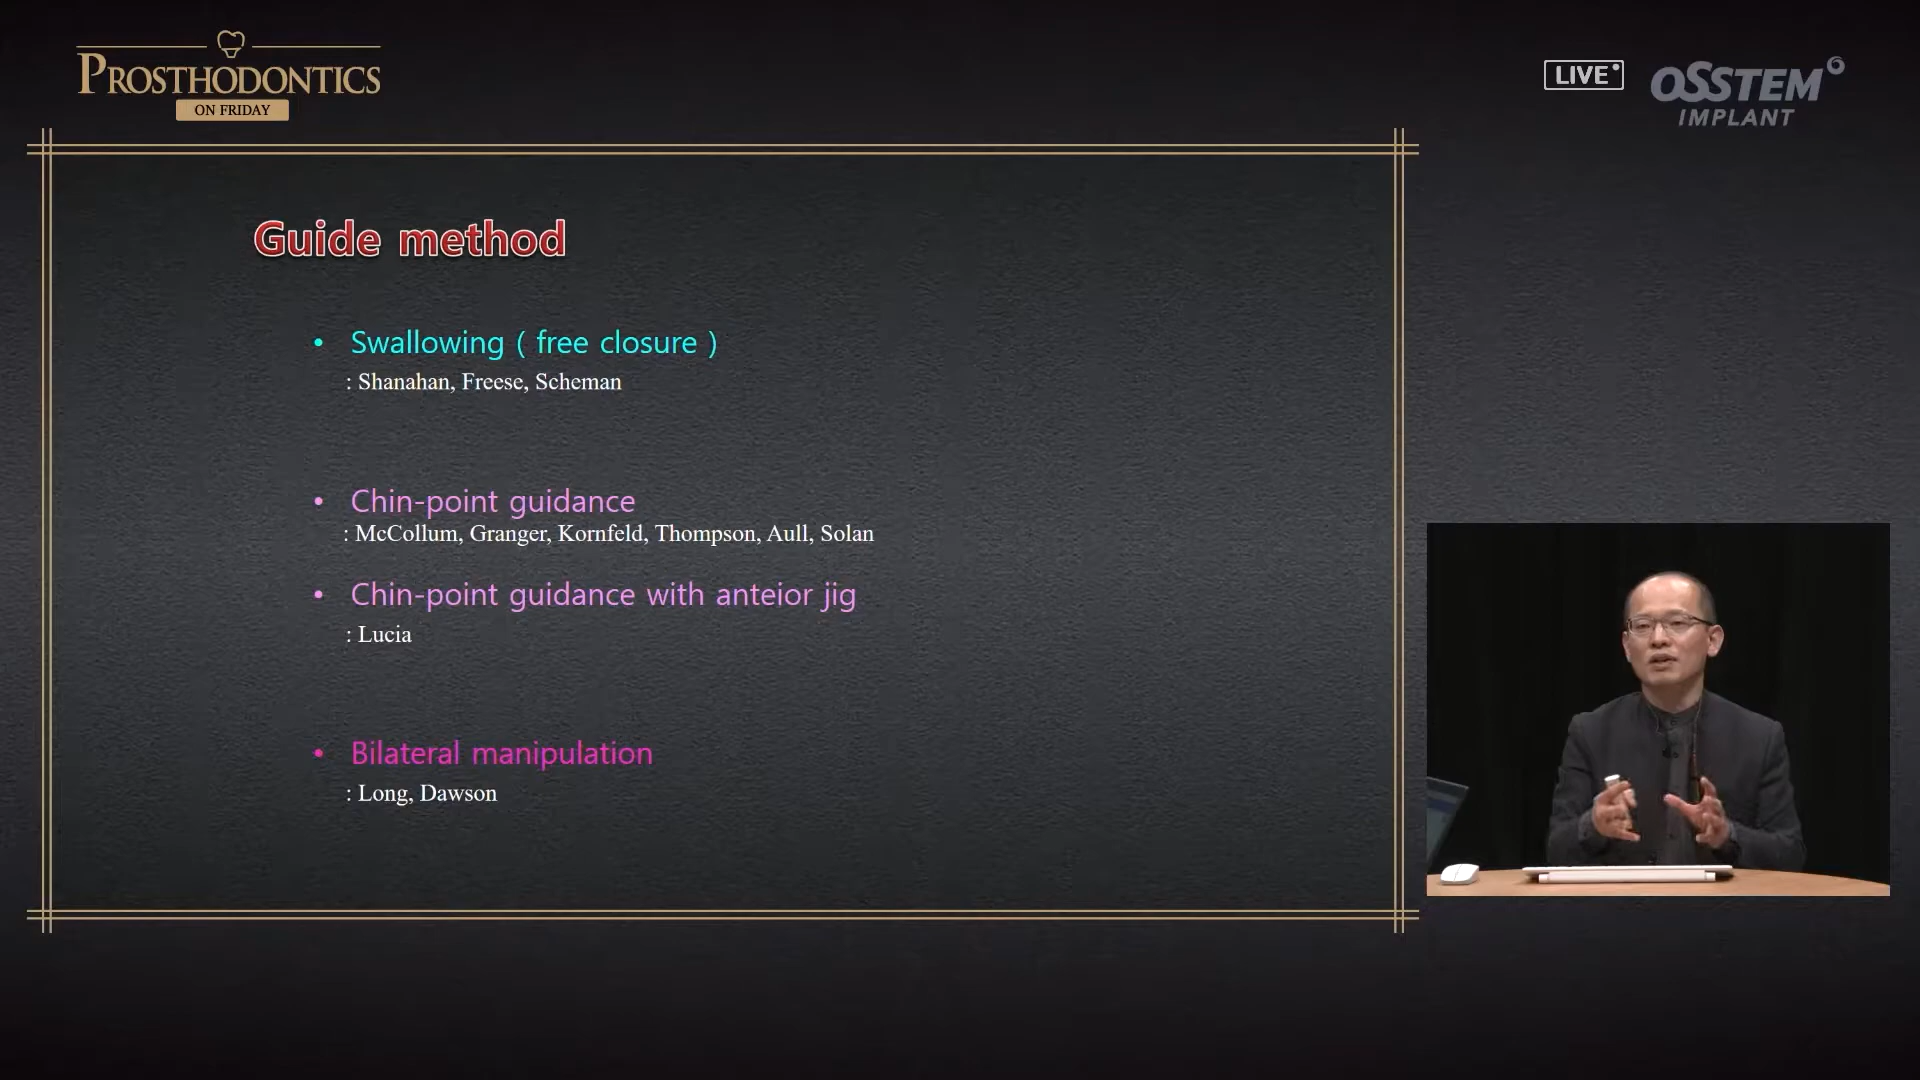 PROSTHODONTICS
ON FRIDAY
LIVE
OSSTEM
IMPLANT
Guide method
• Swallowing ( free closure )
: Shanahan, Freese, Scheman
• Chin-point guidance
: McCollum, Granger, Kornfeld, Thompson, Aull, Solan
• Chin-point guidance with anteior jig
: Lucia
• Bilateral manipulation
: Long, Dawson